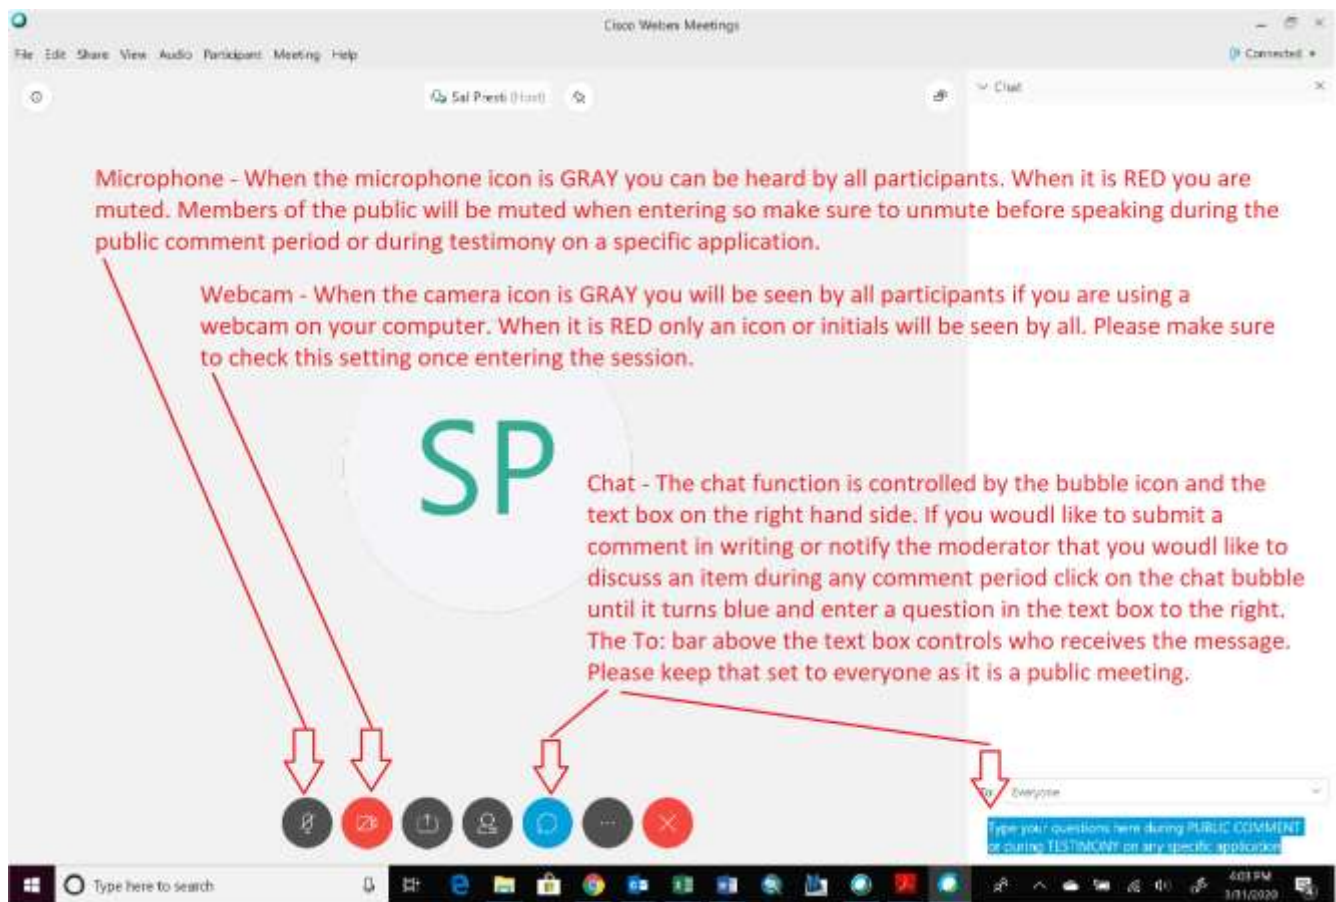 Cisco Webex Meetings
File Edit Share View Audio Participant Meeting Help
Connected
Sal Presti (Host)
Chat
Microphone - When the microphone icon is GRAY you can be heard by all participants. When it is RED you are
muted. Members of the public will be muted when entering so make sure to unmute before speaking during the
public comment period or during testimony on a specific application.
Webcam - When the camera icon is GRAY you will be seen by all participants if you are using a
webcam on your computer. When it is RED only an icon or initials will be seen by all. Please make sure
to check this setting once entering the session.
SP
Chat - The chat function is controlled by the bubble icon and the
text box on the right hand side. If you woudl like to submit a
comment in writing or notify the moderator that you woudl like to
discuss an item during any comment period click on the chat bubble
until it turns blue and enter a question in the text box to the right.
The To: bar above the text box controls who receives the message.
Please keep that set to everyone as it is a public meeting.
To: Everyone
Type your questions here during PUBLIC COMMENT
or during TESTIMONY on any specific application
Type here to search
4:03 PM
3/31/2020